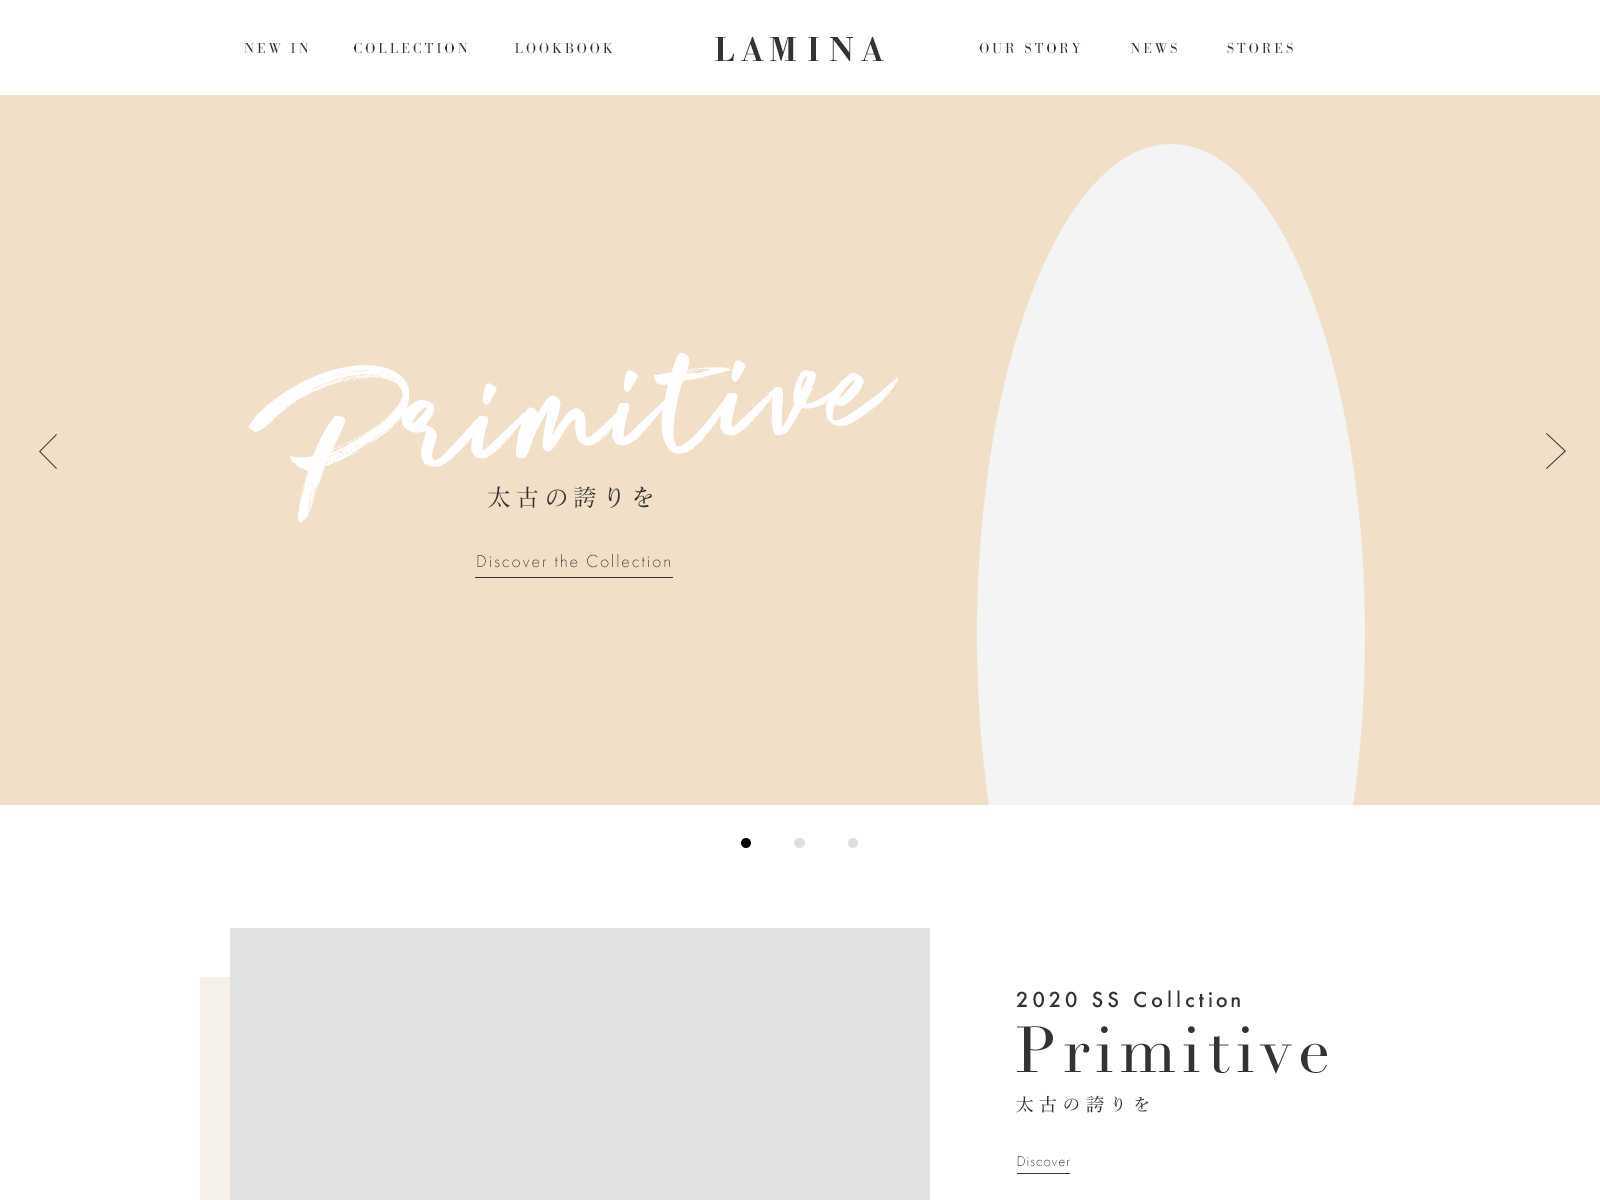 NEW IN COLLECTION LOOKBOOK LAMINA OUR STORY NEWS STORES
Primitive
太古の誇りを
Discover the Collection
2020 SS Collction
Primitive
太古の誇りを
Discover